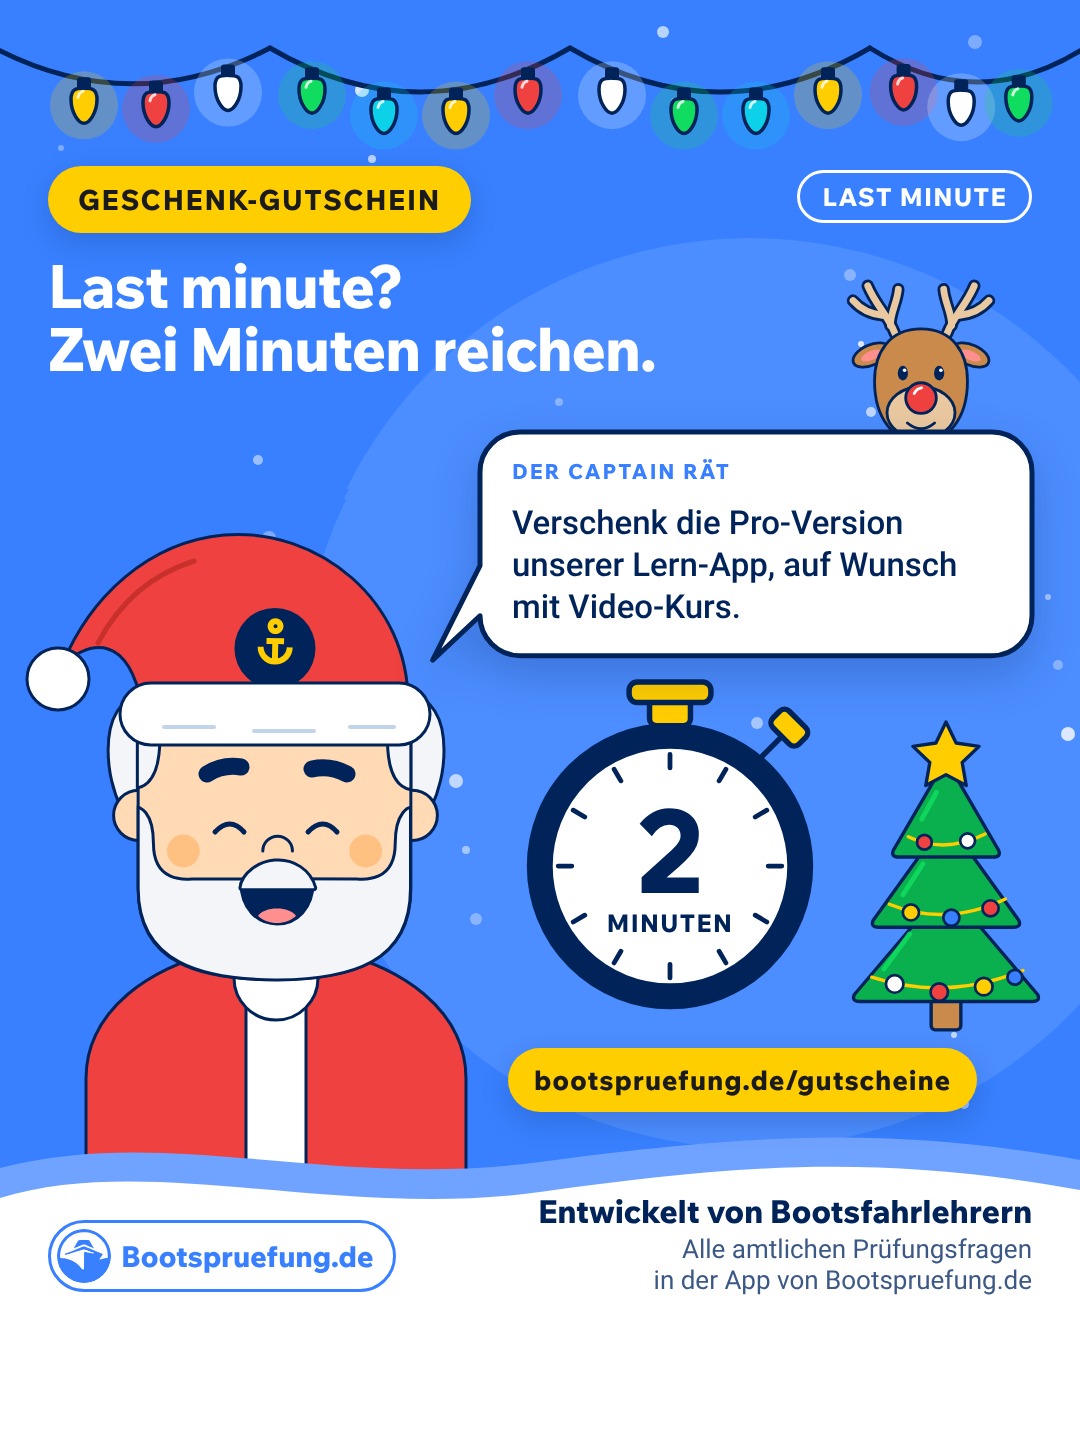 GESCHENK-GUTSCHEIN
LAST MINUTE
Last minute?
Zwei Minuten reichen.
DER CAPTAIN RÄT
Verschenk die Pro-Version
unserer Lern-App, auf Wunsch
mit Video-Kurs.
2
MINUTEN
bootspruefung.de/gutscheine
Bootspruefung.de
Entwickelt von Bootsfahrlehrern
Alle amtlichen Prüfungsfragen
in der App von Bootspruefung.de